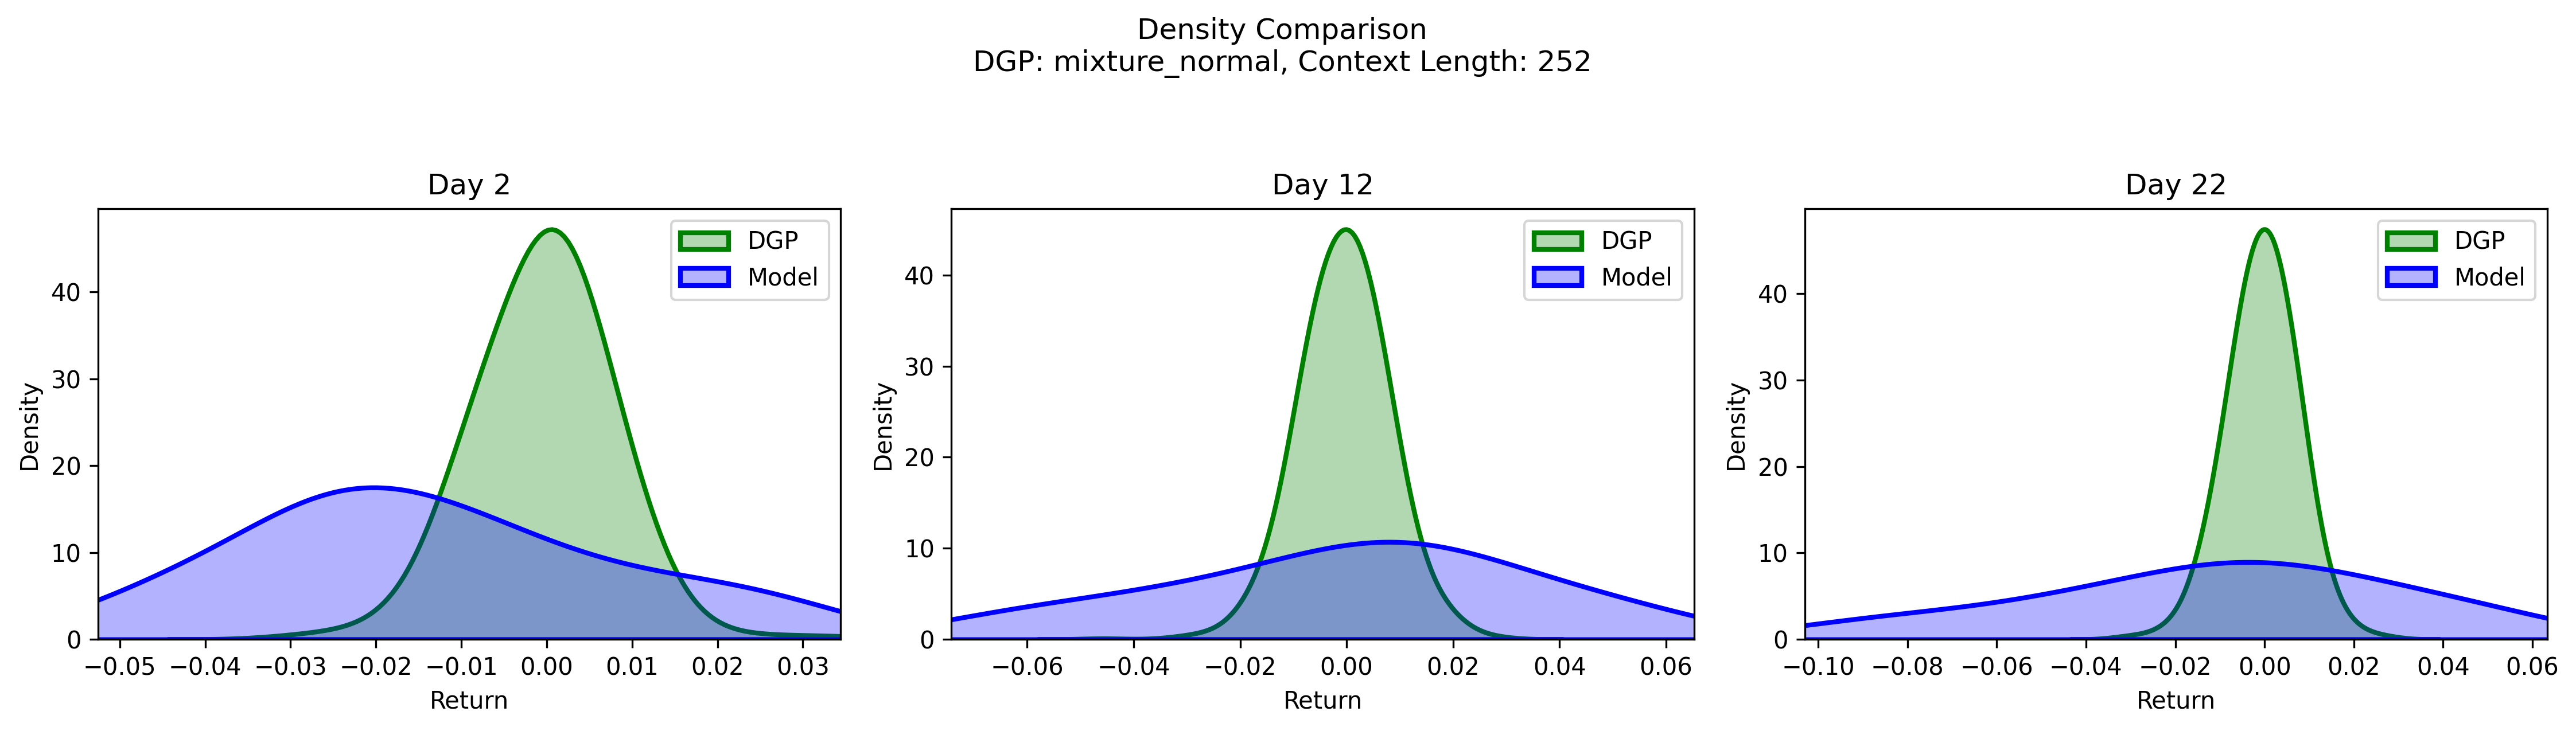 Density Comparison
DGP: mixture_normal, Context Length: 252
Day 2
DGP
Model
Density
40
30
20
10
0
−0.05 −0.04 −0.03 −0.02 −0.01 0.00 0.01 0.02 0.03
Return
Day 12
DGP
Model
Density
40
30
20
10
0
−0.06 −0.04 −0.02 0.00 0.02 0.04 0.06
Return
Day 22
DGP
Model
Density
40
30
20
10
0
−0.10 −0.08 −0.06 −0.04 −0.02 0.00 0.02 0.04 0.06
Return